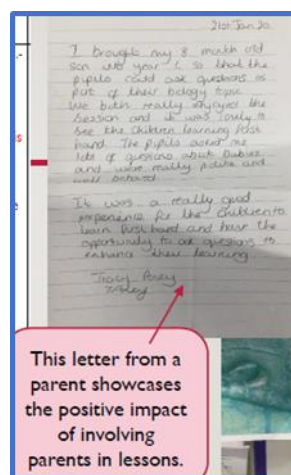 21st Jan 20
I brought my 8 month old
son into year 1, so that the
pupils could ask questions as
part of their biology topic.
We both really enjoyed the
session and it was lovely to
see the children learning first
hand. The pupils asked me
lots of questions about babies
and were really polite and
well behaved.
It was a really good
experience for the children to
learn first hand and have the
opportunity to ask questions to
enhance their learning
Tracy
This letter from a
parent showcases
the positive impact
of involving
parents in lessons.